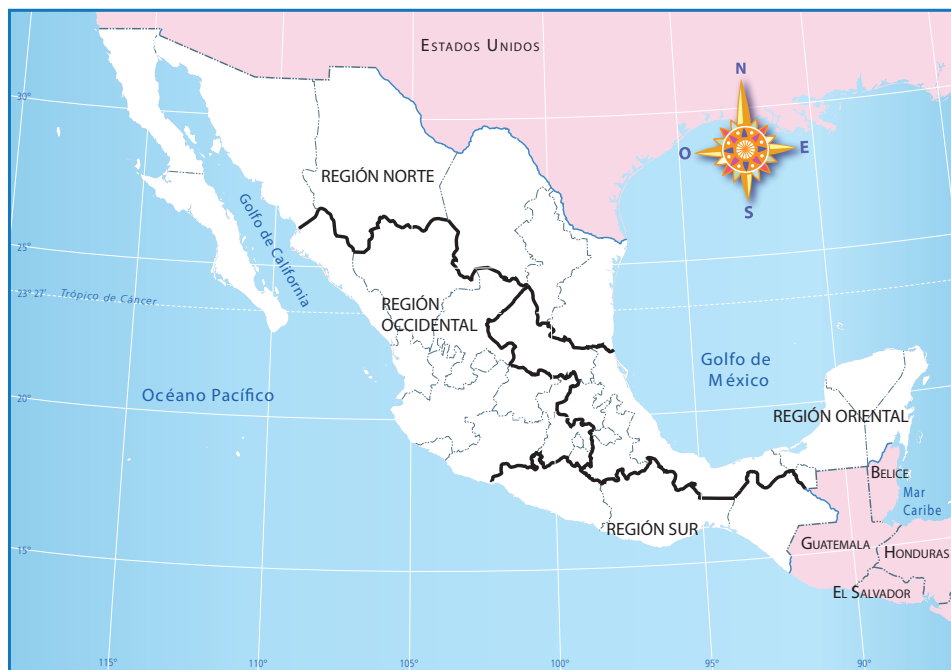 ESTADOS UNIDOS
N
O
E
S
30°
REGIÓN NORTE
Golfo de California
25°
23° 27'
Trópico de Cáncer
REGIÓN
OCCIDENTAL
Golfo de
México
Océano Pacífico
20°
REGIÓN ORIENTAL
BELICE
Mar
Caribe
REGIÓN SUR
GUATEMALA
HONDURAS
15°
EL SALVADOR
115°
110°
105°
100°
95°
90°